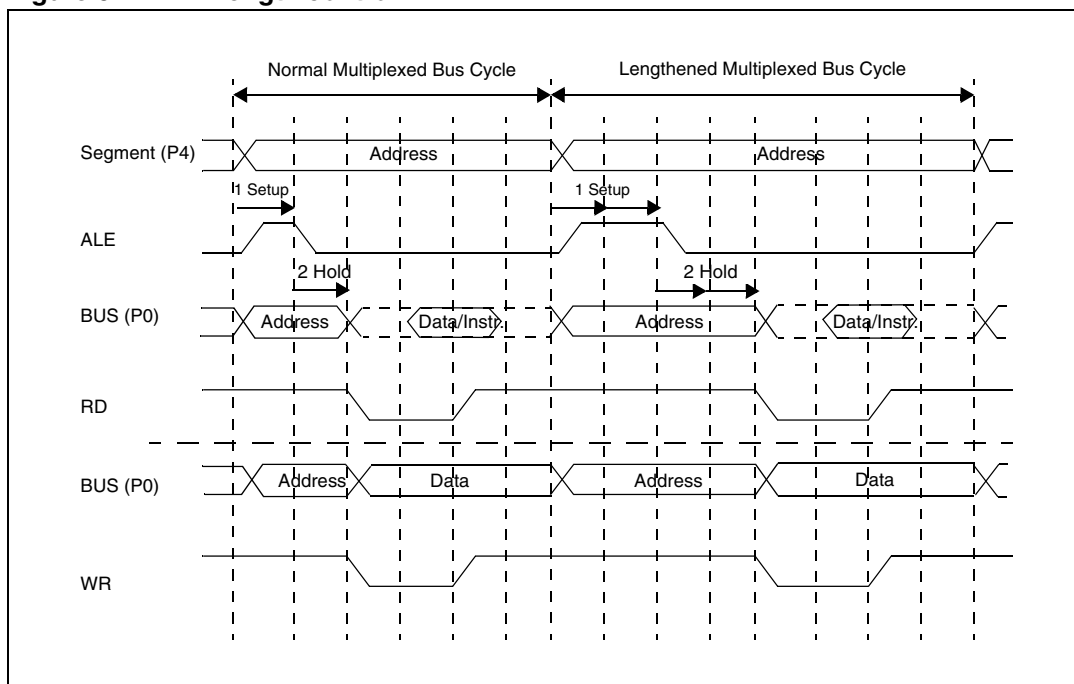 Normal Multiplexed Bus Cycle Lengthened Multiplexed Bus Cycle
Segment (P4) Address Address
1 Setup 1 Setup
ALE
2 Hold 2 Hold
BUS (P0) Address Data/Instr. Address Data/Instr.
RD
BUS (P0) Address Data Address Data
WR